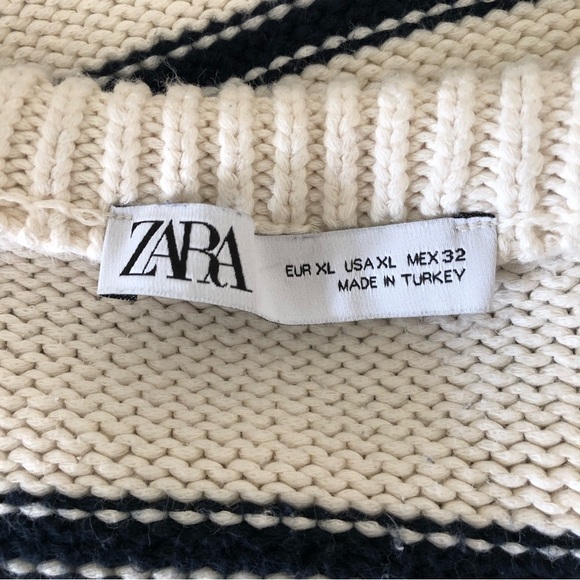 ZARA
EUR XL USA XL MEX 32
MADE IN TURKEY